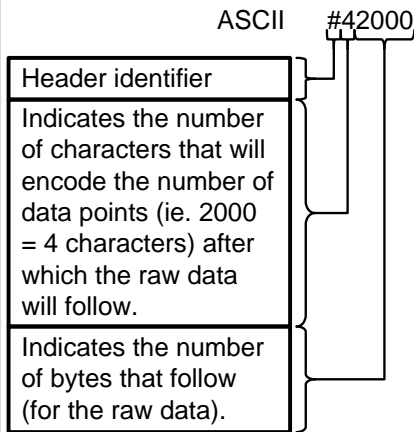 ASCII #42000
Header identifier
Indicates the number
of characters that will
encode the number of
data points (ie. 2000
= 4 characters) after
which the raw data
will follow.
Indicates the number
of bytes that follow
(for the raw data).